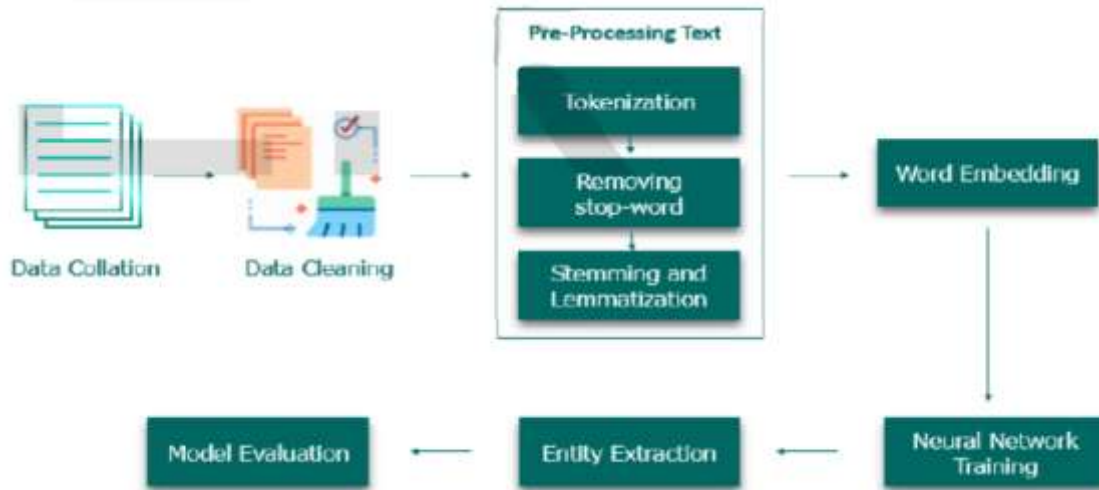 Pre-Processing Text
Tokenization
Removing
stop-word
Stemming and
Lemmatization
Data Collation
Data Cleaning
Word Embedding
Neural Network
Training
Entity Extraction
Model Evaluation